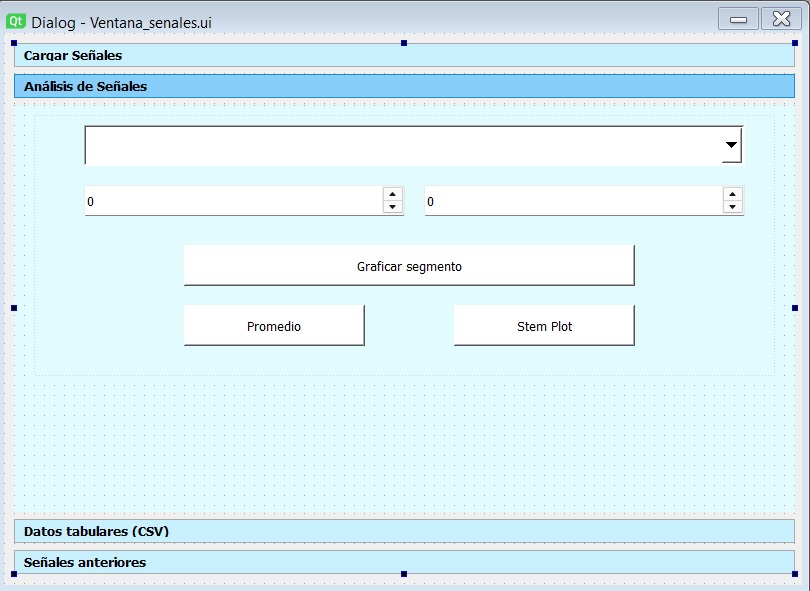 Qt Dialog - Ventana_senales.ui
Cargar Señales
Análisis de Señales
0 0
Graficar segmento
Promedio Stem Plot
Datos tabulares (CSV)
Señales anteriores